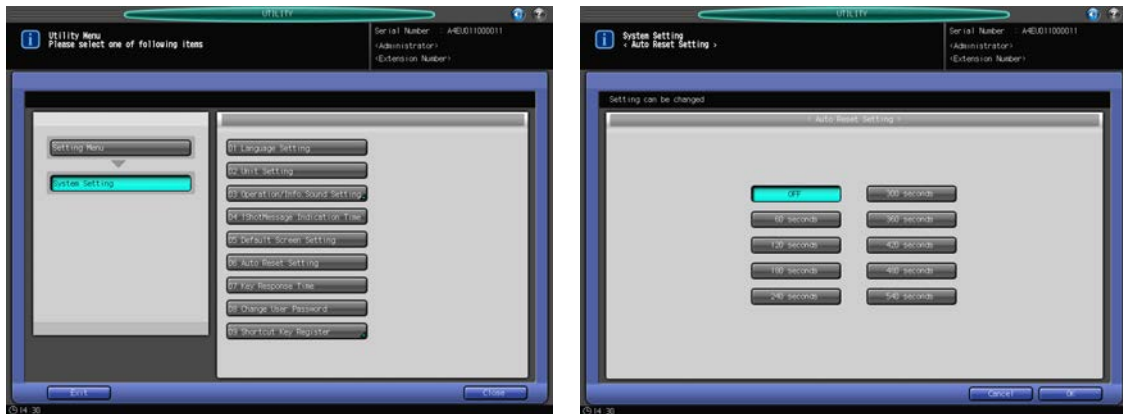 UTILITY
Utility Menu
Please select one of following items
Serial Number : A4EU011000011
<Administrator>
<Extension Number>
Setting Menu
System Setting
01 Language Setting
02 Unit Setting
03 Operation/Info.Sound Setting
04 1ShotMessage Indication Time
05 Default Screen Setting
06 Auto Reset Setting
07 Key Response Time
08 Change User Password
09 Shortcut Key Register
Exit
Close
14:30
UTILITY
System Setting
< Auto Reset Setting >
Serial Number : A4EU011000011
<Administrator>
<Extension Number>
Setting can be changed
< Auto Reset Setting >
OFF
300 seconds
60 seconds
360 seconds
120 seconds
420 seconds
180 seconds
480 seconds
240 seconds
540 seconds
Cancel
OK
14:30